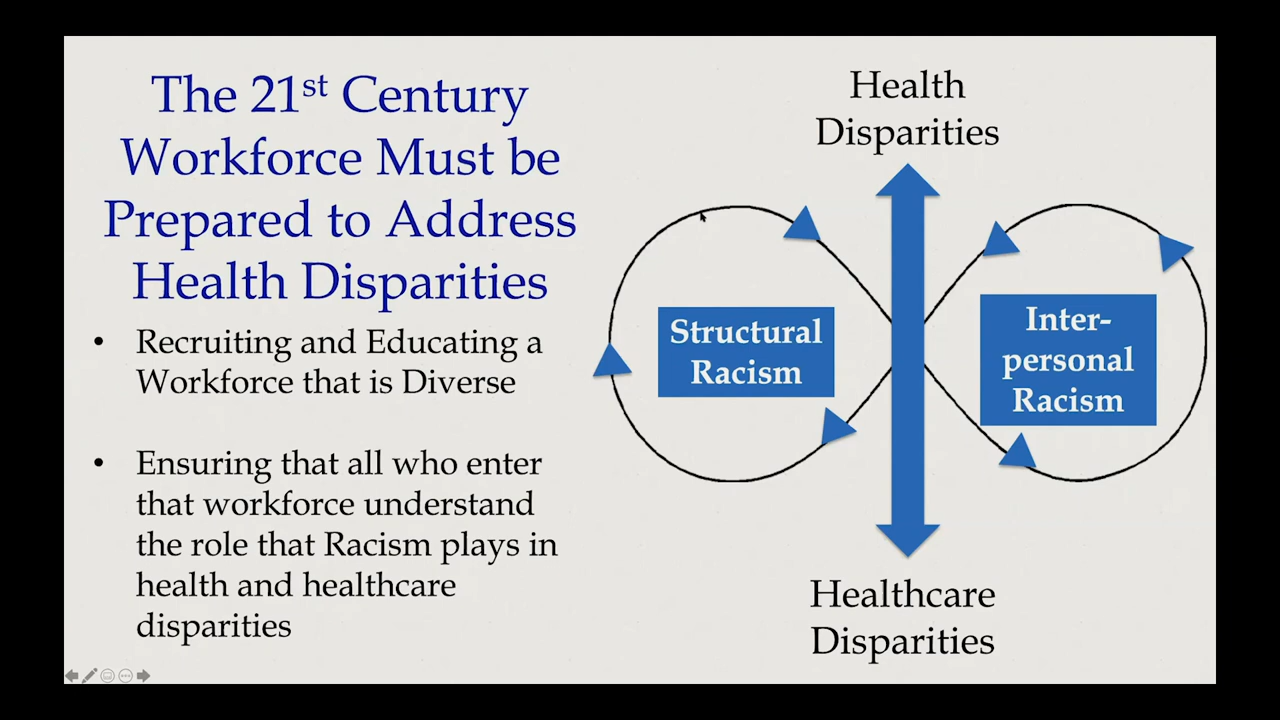 The 21st Century
Workforce Must be
Prepared to Address
Health Disparities
• Recruiting and Educating a
Workforce that is Diverse
• Ensuring that all who enter
that workforce understand
the role that Racism plays in
health and healthcare
disparities
Health
Disparities
Structural
Racism
Inter-
personal
Racism
Healthcare
Disparities